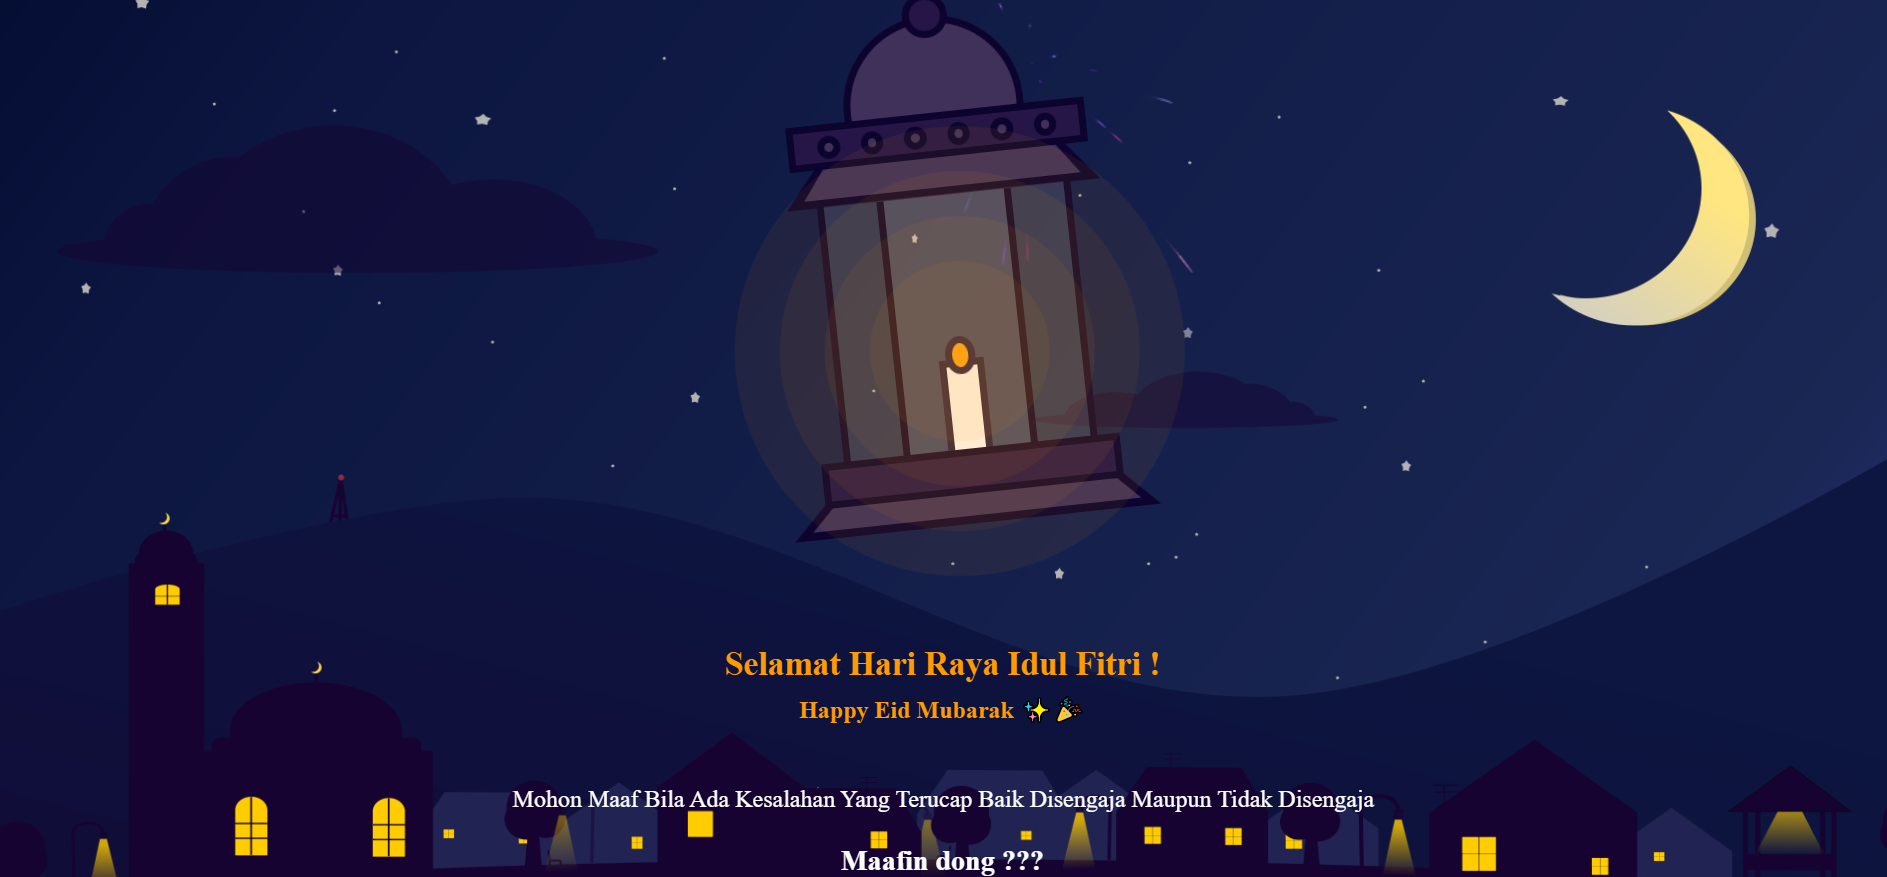 Selamat Hari Raya Idul Fitri !
Happy Eid Mubarak ✨ 🎉
Mohon Maaf Bila Ada Kesalahan Yang Terucap Baik Disengaja Maupun Tidak Disengaja
Maafin dong ???